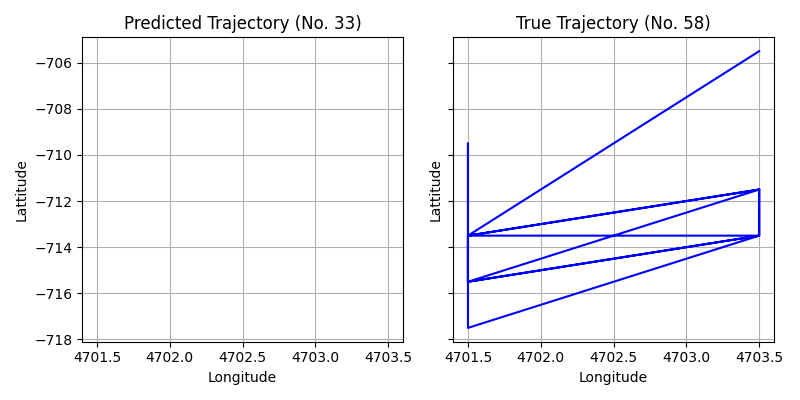 Predicted Trajectory (No. 33)
True Trajectory (No. 58)
Lattitude
−706
−708
−710
−712
−714
−716
−718
4701.5 4702.0 4702.5 4703.0 4703.5
Longitude
Lattitude
4701.5 4702.0 4702.5 4703.0 4703.5
Longitude